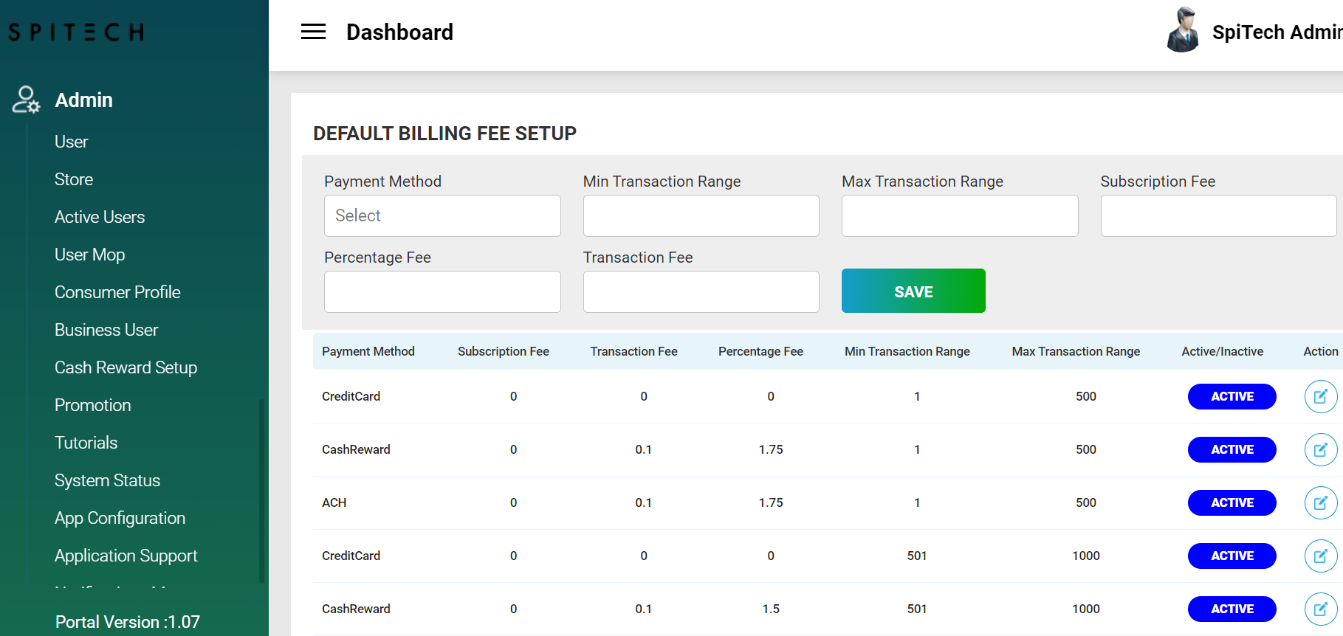 SPITECH
Dashboard
SpiTech Admin
Admin
User
Store
Active Users
User Mop
Consumer Profile
Business User
Cash Reward Setup
Promotion
Tutorials
System Status
App Configuration
Application Support
Portal Version :1.07
DEFAULT BILLING FEE SETUP
Payment Method Min Transaction Range Max Transaction Range Subscription Fee
Select
Percentage Fee Transaction Fee
SAVE
Payment Method Subscription Fee Transaction Fee Percentage Fee Min Transaction Range Max Transaction Range Active/Inactive Action
CreditCard 0 0 0 1 500 ACTIVE
CashReward 0 0.1 1.75 1 500 ACTIVE
ACH 0 0.1 1.75 1 500 ACTIVE
CreditCard 0 0 0 501 1000 ACTIVE
CashReward 0 0.1 1.5 501 1000 ACTIVE